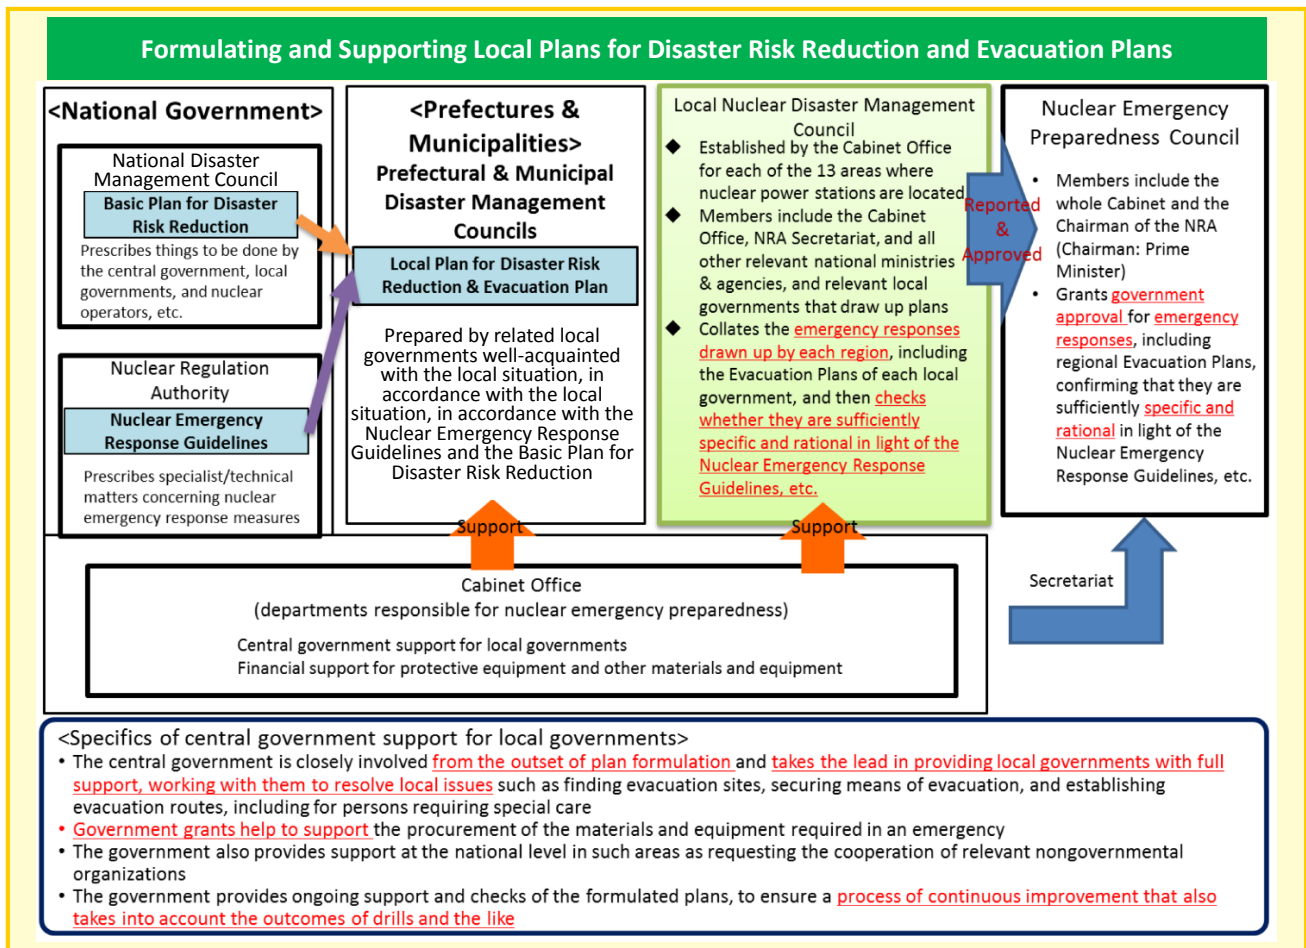 Formulating and Supporting Local Plans for Disaster Risk Reduction and Evacuation Plans
<National Government>
National Disaster
Management Council
Basic Plan for Disaster
Risk Reduction
Prescribes things to be done by
the central government, local
governments, and nuclear
operators, etc.
Nuclear Regulation
Authority
Nuclear Emergency
Response Guidelines
Prescribes specialist/technical
matters concerning nuclear
emergency response measures
<Prefectures &
Municipalities>
Prefectural & Municipal
Disaster Management
Councils
Local Plan for Disaster Risk
Reduction & Evacuation Plan
Prepared by related local
governments well-acquainted
with the local situation, in
accordance with the local
situation, in accordance with the
Nuclear Emergency Response
Guidelines and the Basic Plan for
Disaster Risk Reduction
Support
Local Nuclear Disaster Management
Council
◆ Established by the Cabinet Office
for each of the 13 areas where
nuclear power stations are located
◆ Members include the Cabinet
Office, NRA Secretariat, and all
other relevant national ministries
& agencies, and relevant local
governments that draw up plans
◆ Collates the emergency responses
drawn up by each region, including
the Evacuation Plans of each local
government, and then checks
whether they are sufficiently
specific and rational in light of the
Nuclear Emergency Response
Guidelines, etc.
Support
Reported
&
Approved
Nuclear Emergency
Preparedness Council
• Members include the
whole Cabinet and the
Chairman of the NRA
(Chairman: Prime
Minister)
• Grants government
approval for emergency
responses, including
regional Evacuation Plans,
confirming that they are
sufficiently specific and
rational in light of the
Nuclear Emergency
Response Guidelines, etc.
Secretariat
Cabinet Office
(departments responsible for nuclear emergency preparedness)
Central government support for local governments
Financial support for protective equipment and other materials and equipment
<Specifics of central government support for local governments>
• The central government is closely involved from the outset of plan formulation and takes the lead in providing local governments with full
support, working with them to resolve local issues such as finding evacuation sites, securing means of evacuation, and establishing
evacuation routes, including for persons requiring special care
• Government grants help to support the procurement of the materials and equipment required in an emergency
• The government also provides support at the national level in such areas as requesting the cooperation of relevant nongovernmental
organizations
• The government provides ongoing support and checks of the formulated plans, to ensure a process of continuous improvement that also
takes into account the outcomes of drills and the like